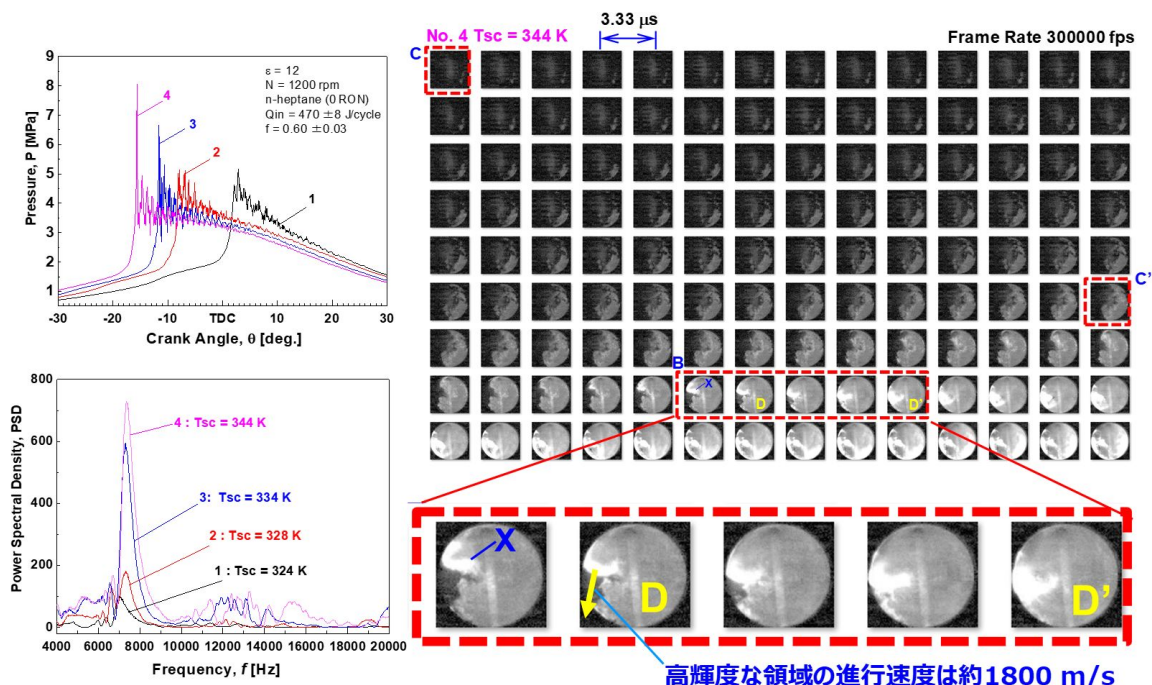 9
8
7
6
5
4
3
2
1
Pressure, P [MPa]
ε = 12
N = 1200 rpm
n-heptane (0 RON)
Qin = 470 ±8 J/cycle
f = 0.60 ±0.03
4
3
2
1
-30 -20 -10 TDC 10 20 30
Crank Angle, θ [deg.]
800
600
400
200
0
Power Spectral Density, PSD
4 : Tsc = 344 K
3: Tsc = 334 K
2 : Tsc = 328 K
1 : Tsc = 324 K
4000 6000 8000 10000 12000 14000 16000 18000 20000
Frequency, f [Hz]
No. 4 Tsc = 344 K
3.33 µs
Frame Rate 300000 fps
C
C'
B
X
D
D'
X
D
D'
高輝度な領域の進行速度は約1800 m/s